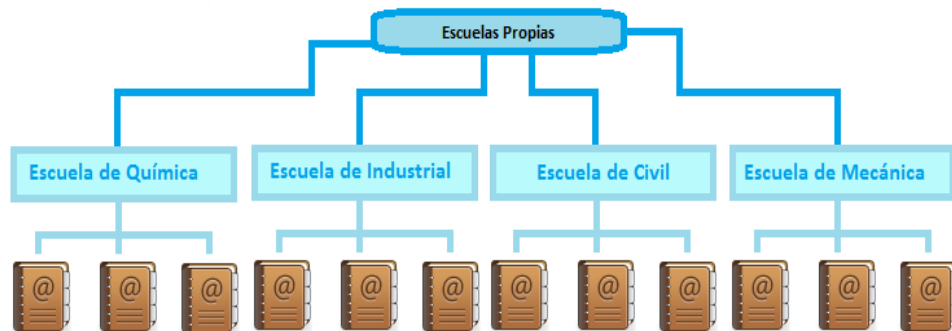 Escuelas Propias
Escuela de Química
Escuela de Industrial
Escuela de Civil
Escuela de Mecánica
@ @ @ @ @ @ @ @ @ @ @ @